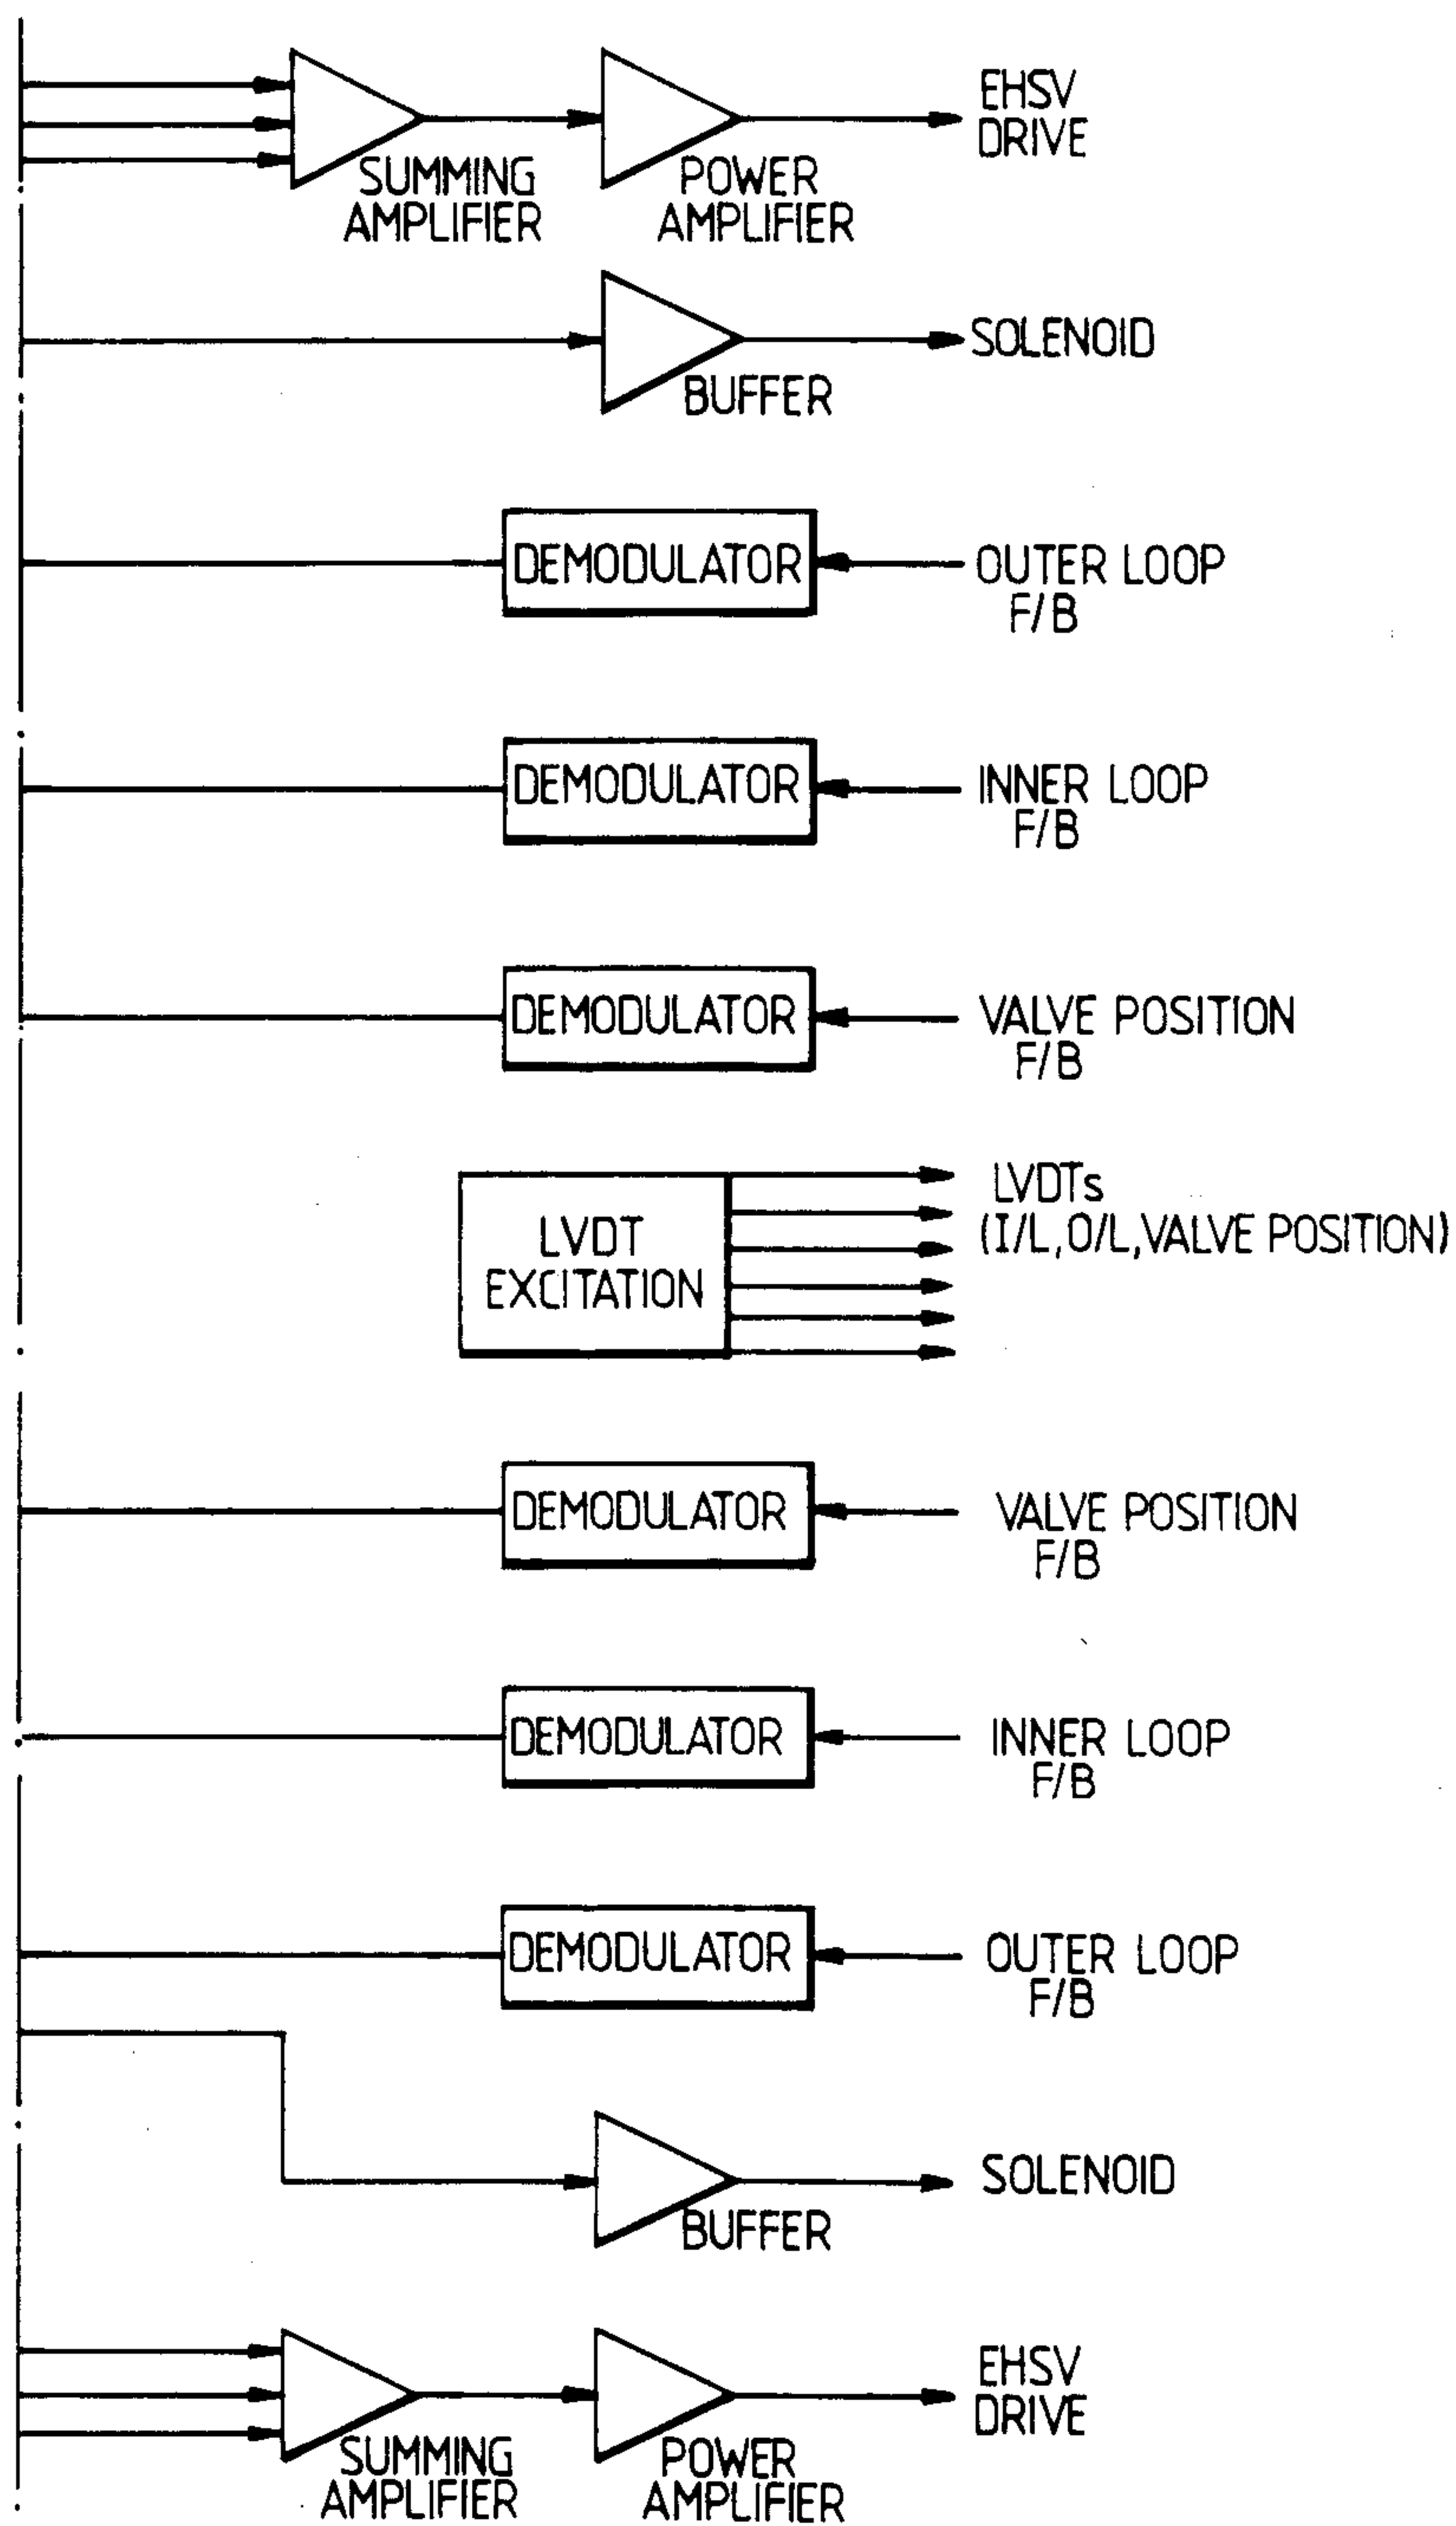 EHSV
DRIVE
SUMMING
AMPLIFIER
POWER
AMPLIFIER
SOLENOID
BUFFER
DEMODULATOR
OUTER LOOP
F/B
DEMODULATOR
INNER LOOP
F/B
DEMODULATOR
VALVE POSITION
F/B
LVDT
EXCITATION
LVDTs
(I/L,O/L,VALVE POSITION)
DEMODULATOR
VALVE POSITION
F/B
DEMODULATOR
INNER LOOP
F/B
DEMODULATOR
OUTER LOOP
F/B
SOLENOID
BUFFER
EHSV
DRIVE
SUMMING
AMPLIFIER
POWER
AMPLIFIER